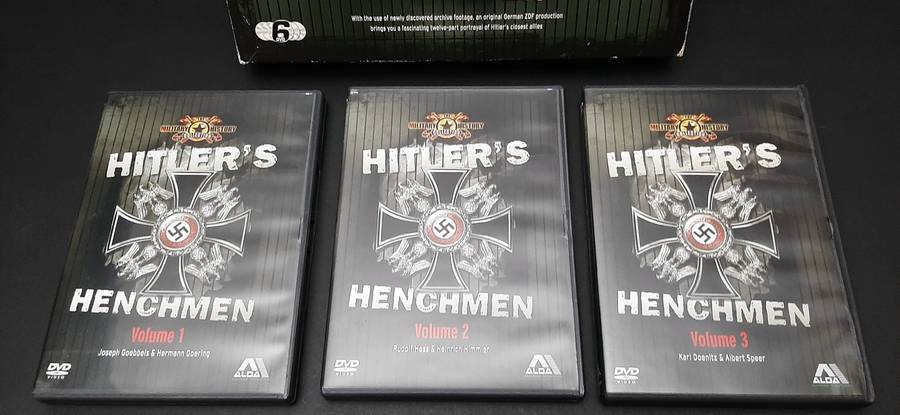 With the use of newly discovered archive footage, an original German ZDF production
brings you a fascinating twelve-part portrayal of Hitler's closest allies
6
MILITARY HISTORY
HITLER'S
HENCHMEN
Volume 1
Joseph Goebbels & Hermann Goering
DVD
VIDEO
ALDA
MILITARY HISTORY
HITLER'S
HENCHMEN
Volume 2
Rudolf Hess & Heinrich Himmler
DVD
VIDEO
ALDA
MILITARY HISTORY
HITLER'S
HENCHMEN
Volume 3
Karl Doenitz & Albert Speer
DVD
VIDEO
ALDA